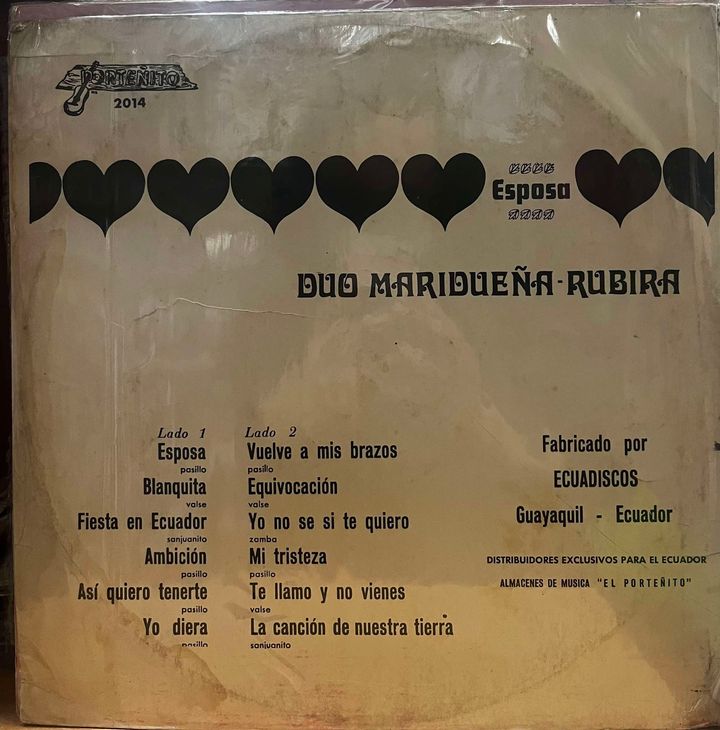 PORTEÑITO
2014
Esposa
DUO MARIDUEÑA-RUBIRA
Lado 1
Esposa
pasillo
Blanquita
valse
Fiesta en Ecuador
sanjuanito
Ambición
pasillo
Así quiero tenerte
pasillo
Yo diera
pasillo
Lado 2
Vuelve a mis brazos
pasillo
Equivocación
valse
Yo no se si te quiero
zamba
Mi tristeza
pasillo
Te llamo y no vienes
valse
La canción de nuestra tierra
sanjuanito
Fabricado por
ECUADISCOS
Guayaquil - Ecuador
DISTRIBUIDORES EXCLUSIVOS PARA EL ECUADOR
ALMACENES DE MUSICA "EL PORTEÑITO"